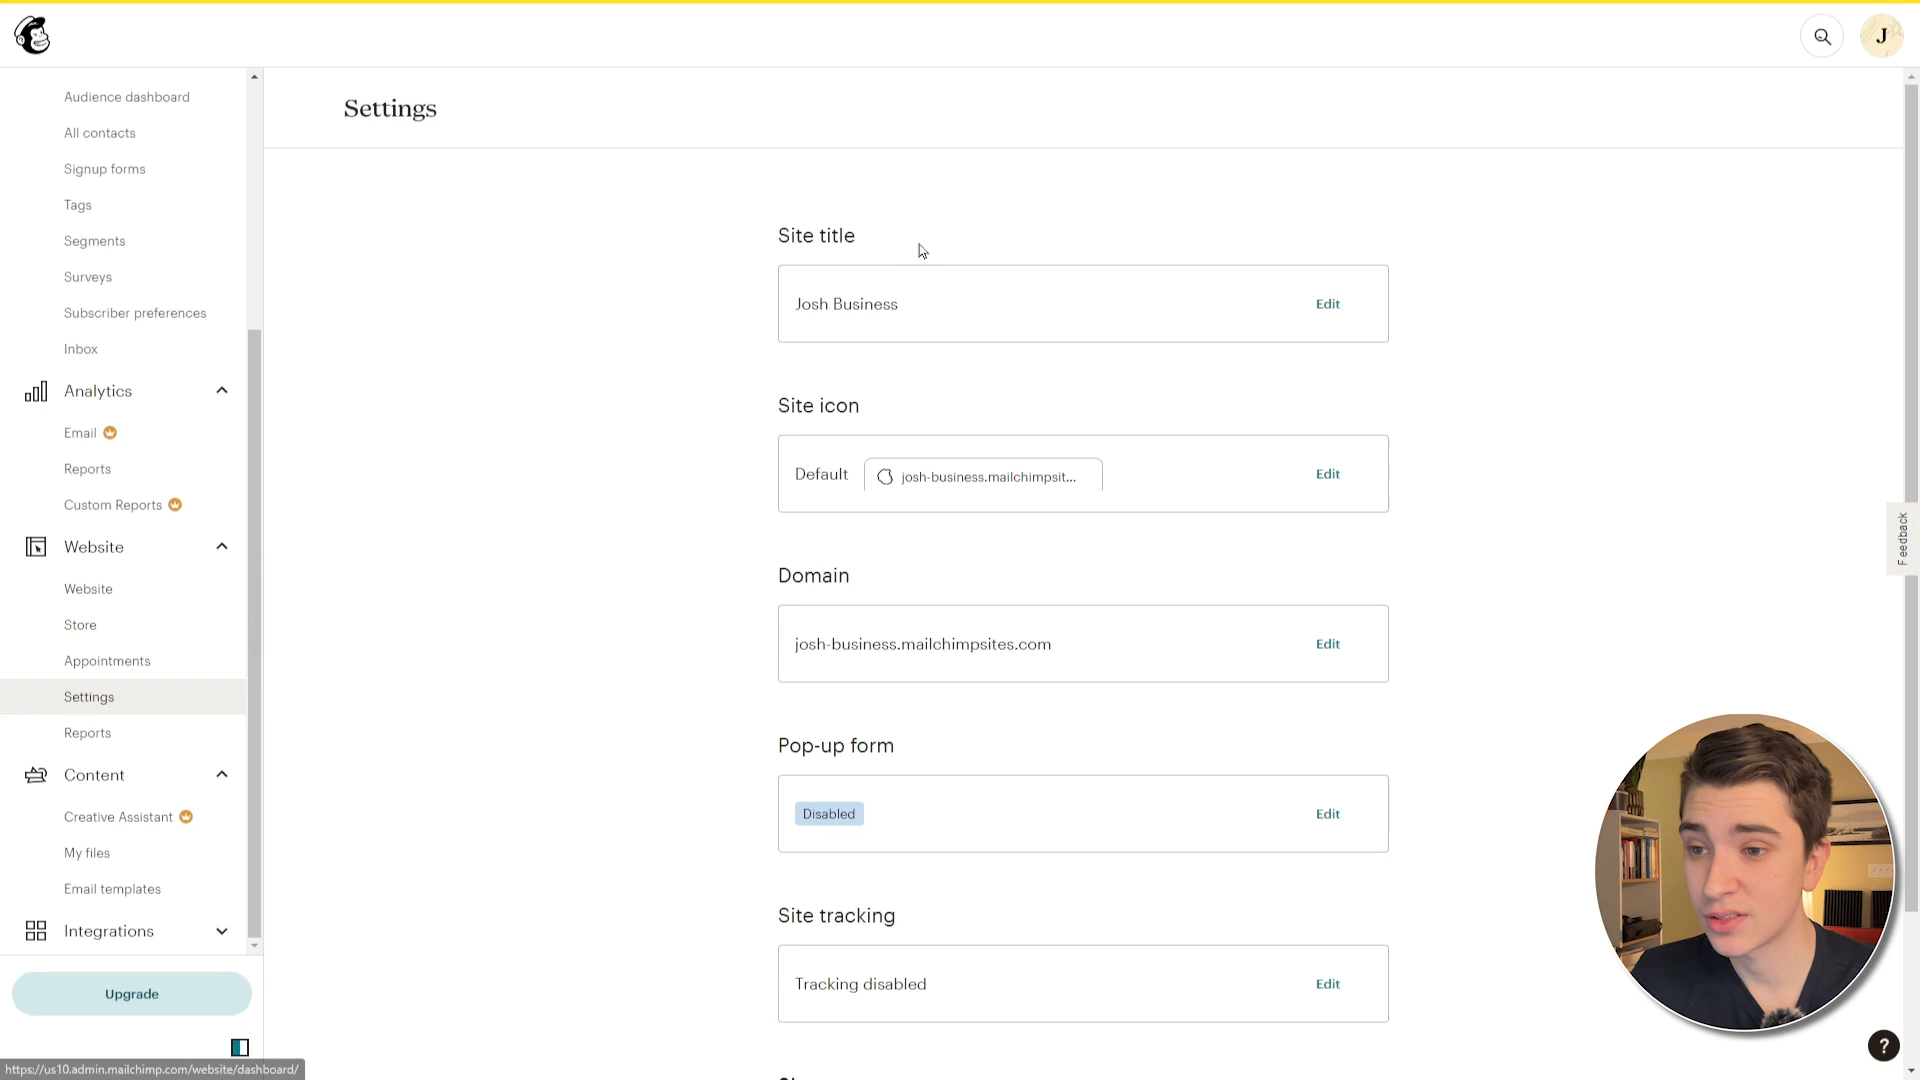 J
Audience dashboard
All contacts
Signup forms
Tags
Segments
Surveys
Subscriber preferences
Inbox
Analytics
Email
Reports
Custom Reports
Website
Website
Store
Appointments
Settings
Reports
Content
Creative Assistant
My files
Email templates
Integrations
Upgrade
https://us10.admin.mailchimp.com/website/dashboard/
Settings
Site title
Josh Business
Edit
Site icon
Default
josh-business.mailchimpsit...
Edit
Domain
josh-business.mailchimpsites.com
Edit
Pop-up form
Disabled
Edit
Site tracking
Tracking disabled
Edit
Feedback
?